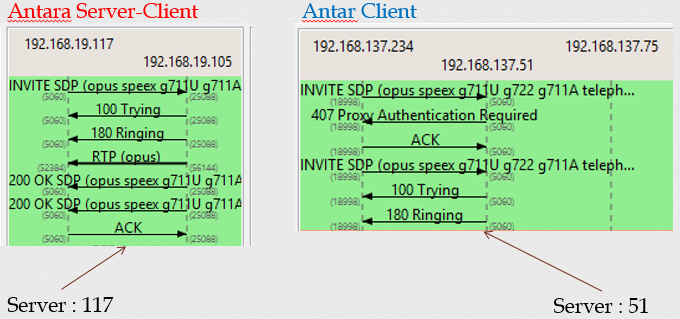 Antara Server-Client
192.168.19.117
192.168.19.105
INVITE SDP (opus speex g711U g711A
(5060) (25088)
100 Trying
(5060) (25088)
180 Ringing
(5060) (25088)
RTP (opus)
(52384) (56144)
200 OK SDP (opus speex g711U g711A
(5060) (25088)
200 OK SDP (opus speex g711U g711A
(5060) (25088)
ACK
(5060) (25088)
Server : 117
Antar Client
192.168.137.234
192.168.137.51
192.168.137.75
INVITE SDP (opus speex g711U g722 g711A teleph...
(18998) (5060)
407 Proxy Authentication Required
(18998) (5060)
ACK
(18998) (5060)
INVITE SDP (opus speex g711U g722 g711A teleph...
(18998) (5060)
100 Trying
(18998) (5060)
180 Ringing
(18998) (5060)
Server : 51